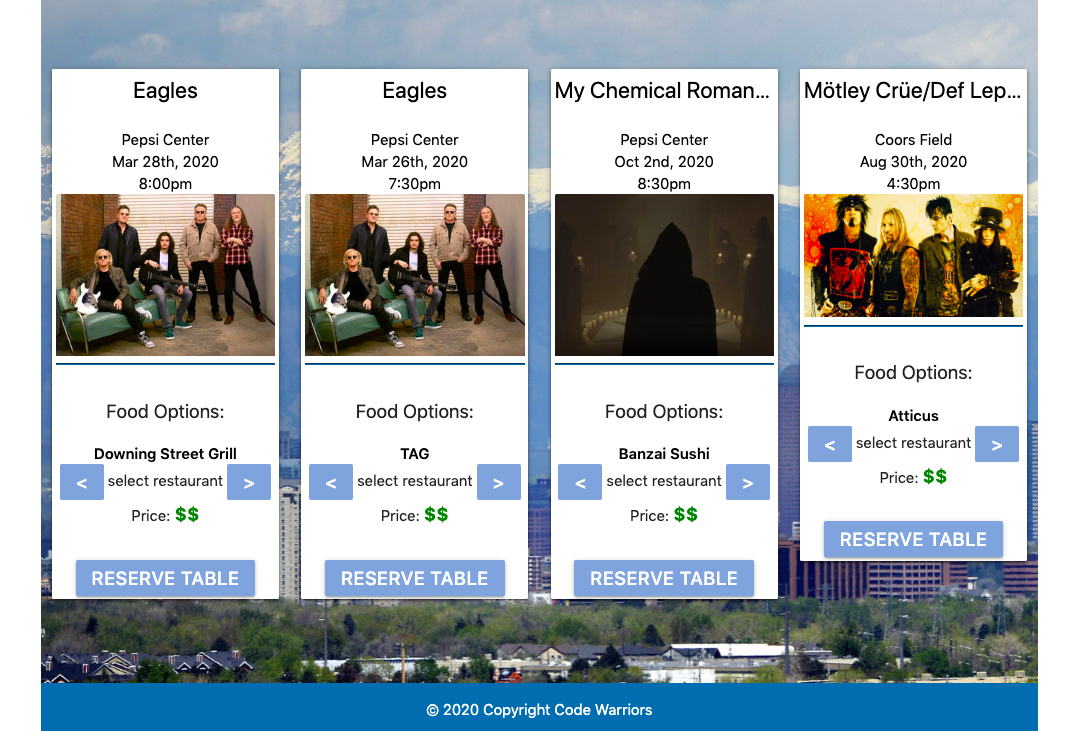 Eagles
Pepsi Center
Mar 28th, 2020
8:00pm
Food Options:
Downing Street Grill
< select restaurant >
Price: $$
RESERVE TABLE
Eagles
Pepsi Center
Mar 26th, 2020
7:30pm
Food Options:
TAG
< select restaurant >
Price: $$
RESERVE TABLE
My Chemical Roman...
Pepsi Center
Oct 2nd, 2020
8:30pm
Food Options:
Banzai Sushi
< select restaurant >
Price: $$
RESERVE TABLE
Mötley Crüe/Def Lep...
Coors Field
Aug 30th, 2020
4:30pm
Food Options:
Atticus
< select restaurant >
Price: $$
RESERVE TABLE
© 2020 Copyright Code Warriors